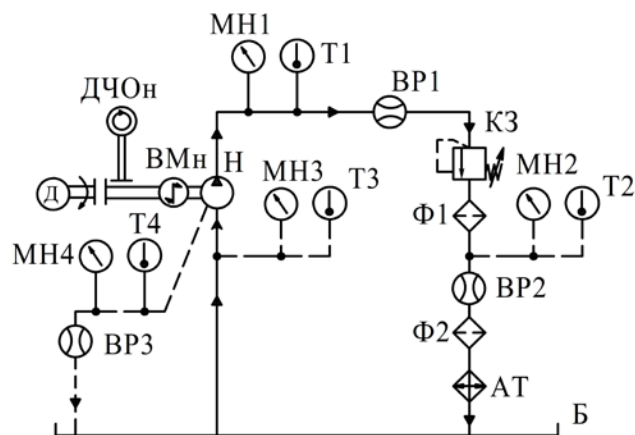 МН1
Т1
ДЧОн
ВР1
КЗ
ВМн
Н
МН3
Т3
МН2
Т2
Д
Ф1
МН4
Т4
ВР2
ВР3
Ф2
АТ
Б